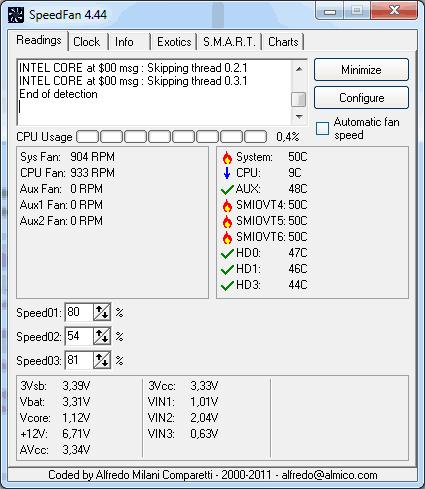 SpeedFan 4.44
Readings Clock Info Exotics S.M.A.R.T. Charts
INTEL CORE at $00 msg : Skipping thread 0.2.1
INTEL CORE at $00 msg : Skipping thread 0.3.1
End of detection
Minimize
Configure
Automatic fan
speed
CPU Usage 0,4%
Sys Fan: 904 RPM
CPU Fan: 933 RPM
Aux Fan: 0 RPM
Aux1 Fan: 0 RPM
Aux2 Fan: 0 RPM
System: 50C
CPU: 9C
AUX: 48C
SMIOVT4: 50C
SMIOVT5: 50C
SMIOVT6: 50C
HD0: 47C
HD1: 46C
HD3: 44C
Speed01: 80 %
Speed02: 54 %
Speed03: 81 %
3Vsb: 3,39V
Vbat: 3,31V
Vcore: 1,12V
+12V: 6,71V
AVcc: 3,34V
3Vcc: 3,33V
VIN1: 1,01V
VIN2: 2,04V
VIN3: 0,63V
Coded by Alfredo Milani Comparetti - 2000-2011 - alfredo@almico.com